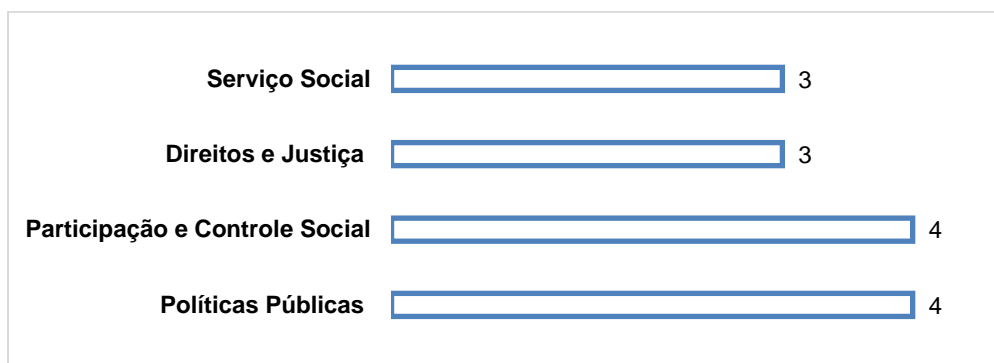 Serviço Social 3
Direitos e Justiça 3
Participação e Controle Social 4
Políticas Públicas 4